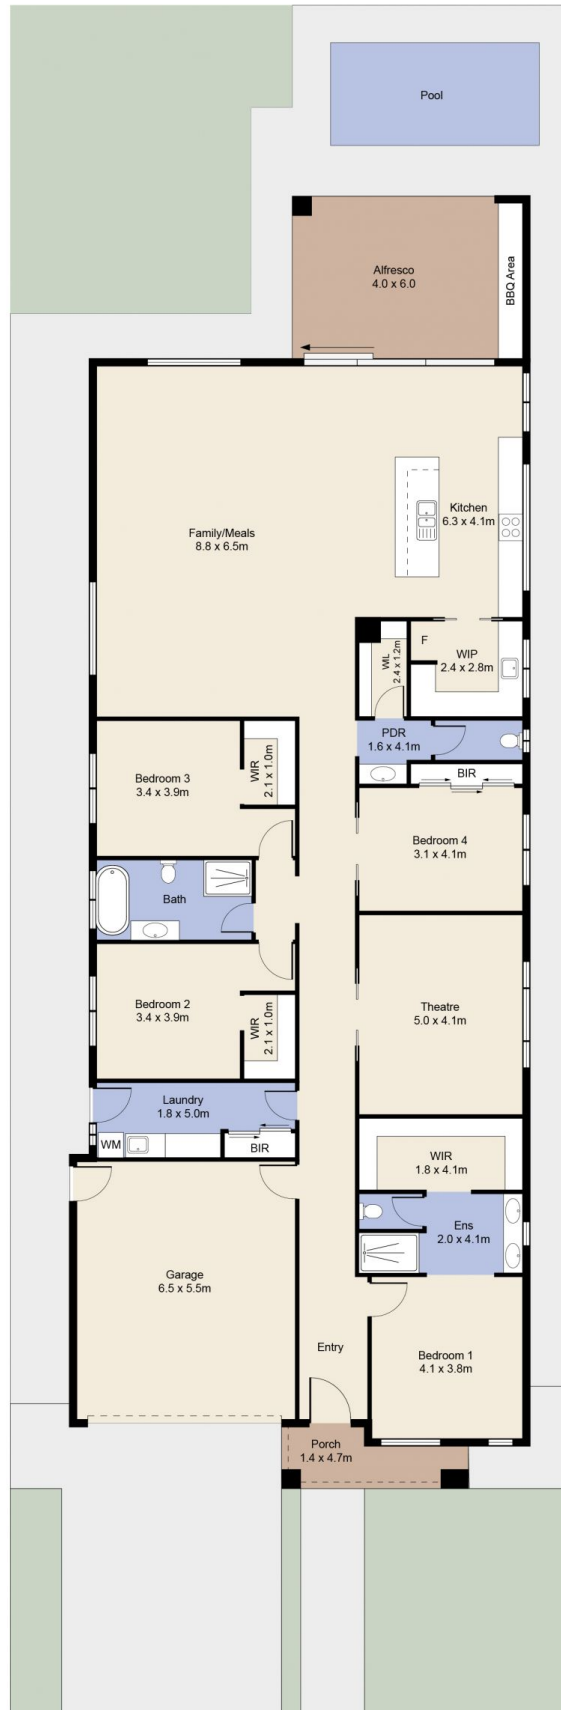 Pool
Alfresco
4.0 x 6.0
BBQ Area
Family/Meals
8.8 x 6.5m
Kitchen
6.3 x 4.1m
F
WIP
2.4 x 2.8m
WIL
2.4 x 1.2m
PDR
1.6 x 4.1m
BIR
Bedroom 3
3.4 x 3.9m
WIR
2.1 x 1.0m
Bedroom 4
3.1 x 4.1m
Bath
Bedroom 2
3.4 x 3.9m
WIR
2.1 x 1.0m
Theatre
5.0 x 4.1m
Laundry
1.8 x 5.0m
WM
BIR
WIR
1.8 x 4.1m
Ens
2.0 x 4.1m
Garage
6.5 x 5.5m
Entry
Bedroom 1
4.1 x 3.8m
Porch
1.4 x 4.7m